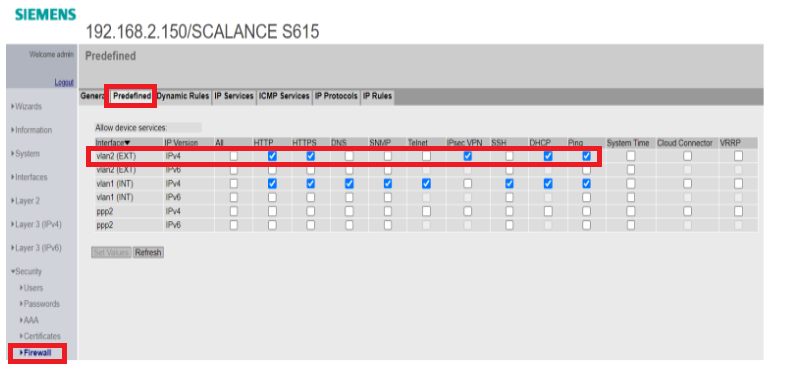 SIEMENS
192.168.2.150/SCALANCE S615
Welcome admin
Predefined
Logout
General Predefined Dynamic Rules IP Services ICMP Services IP Protocols IP Rules
▸Wizards
▸Information
▸System
▸Interfaces
▸Layer 2
▸Layer 3 (IPv4)
▸Layer 3 (IPv6)
▾Security
▸Users
▸Passwords
▸AAA
▸Certificates
▸Firewall
Allow device services:
Interface▼ IP Version All HTTP HTTPS DNS SNMP Telnet IPsec VPN SSH DHCP Ping System Time Cloud Connector VRRP
vlan2 (EXT) IPv4
vlan2 (EXT) IPv6
vlan1 (INT) IPv4
vlan1 (INT) IPv6
ppp2 IPv4
ppp2 IPv6
Set Values Refresh